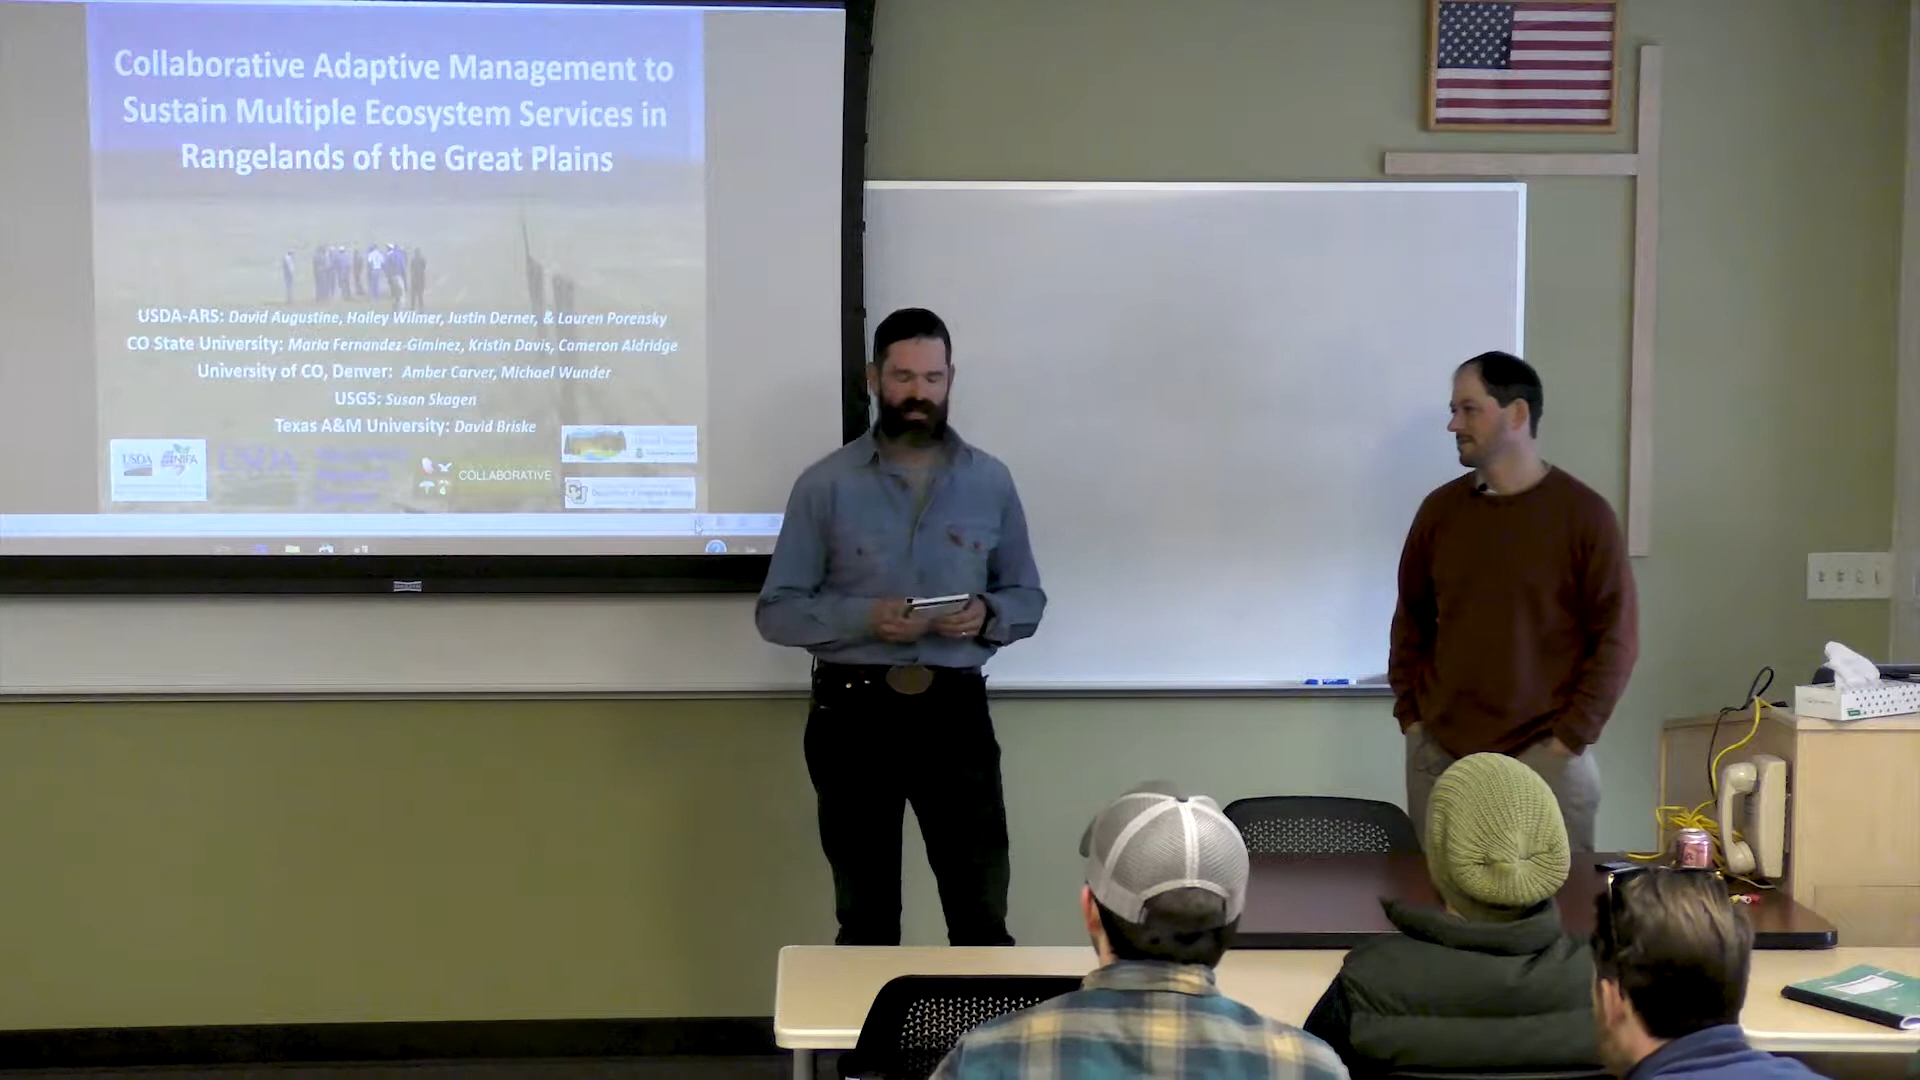 Collaborative Adaptive Management to
Sustain Multiple Ecosystem Services in
Rangelands of the Great Plains
USDA-ARS: David Augustine, Hailey Wilmer, Justin Derner, & Lauren Porensky
CO State University: Maria Fernandez-Giminez, Kristin Davis, Cameron Aldridge
University of CO, Denver: Amber Carver, Michael Wunder
USGS: Susan Skagen
Texas A&M University: David Briske
USDA
NIFA
USDA
COLLABORATIVE